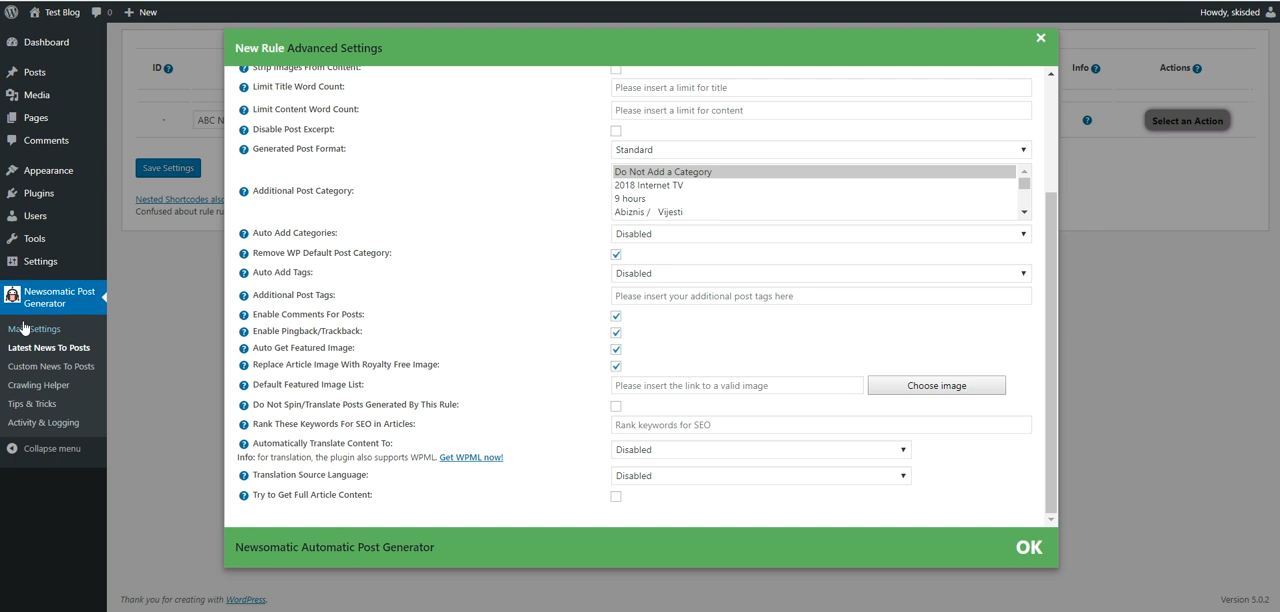 Test Blog 0 New Howdy, skisded
Dashboard
Posts
Media
Pages
Comments
Appearance
Plugins
Users
Tools
Settings
Newsomatic Post
Generator
Settings
Latest News To Posts
Custom News To Posts
Crawling Helper
Tips & Tricks
Activity & Logging
Collapse menu
ID Info Actions
- ABC N Select an Action
Save Settings
Nested Shortcodes also
Confused about rule ru
New Rule Advanced Settings
Strip Images From Content:
Limit Title Word Count: Please insert a limit for title
Limit Content Word Count: Please insert a limit for content
Disable Post Excerpt:
Generated Post Format: Standard
Additional Post Category: Do Not Add a Category
2018 Internet TV
9 hours
Abiznis / Vijesti
Auto Add Categories: Disabled
Remove WP Default Post Category:
Auto Add Tags: Disabled
Additional Post Tags: Please insert your additional post tags here
Enable Comments For Posts:
Enable Pingback/Trackback:
Auto Get Featured Image:
Replace Article Image With Royalty Free Image:
Default Featured Image List: Please insert the link to a valid image Choose image
Do Not Spin/Translate Posts Generated By This Rule:
Rank These Keywords For SEO in Articles: Rank keywords for SEO
Automatically Translate Content To: Disabled
Info: for translation, the plugin also supports WPML. Get WPML now!
Translation Source Language: Disabled
Try to Get Full Article Content:
Newsomatic Automatic Post Generator OK
Thank you for creating with WordPress. Version 5.0.2